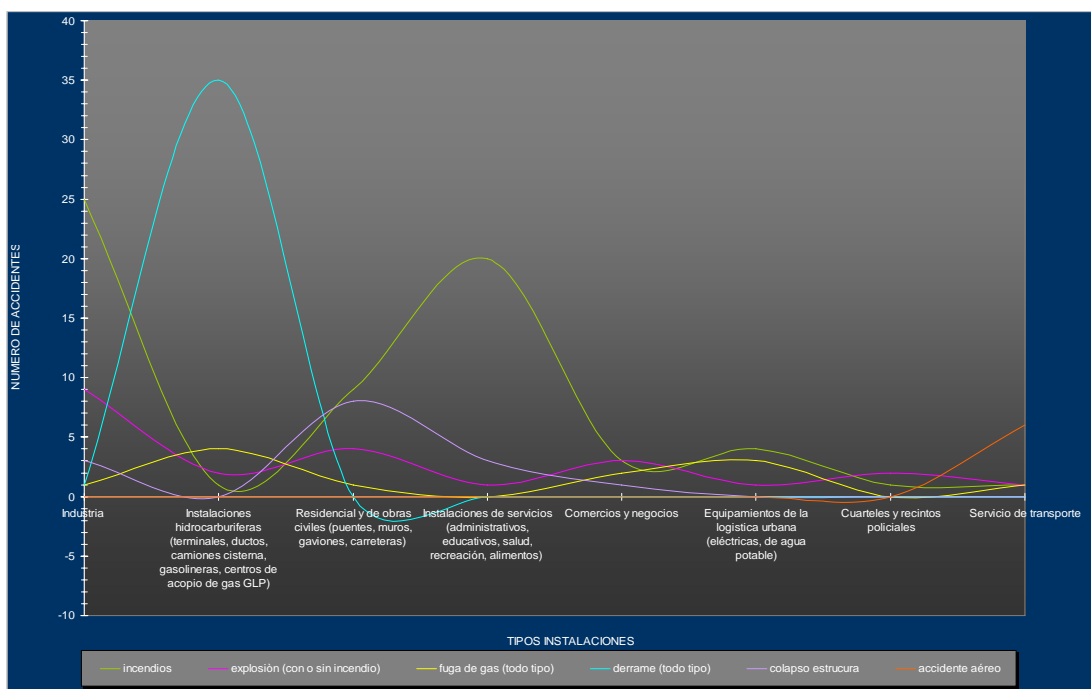 40
35
30
25
20
15
10
5
0
-5
-10
NUMERO DE ACCIDENTES
Industria
Instalaciones
hidrocarburíferas
(terminales, ductos,
camiones cisterna,
gasolineras, centros de
acopio de gas GLP)
Residencial y de obras
civiles (puentes, muros,
gaviones, carreteras)
Instalaciones de servicios
(administrativos,
educativos, salud,
recreación, alimentos)
Comercios y negocios
Equipamientos de la
logistica urbana
(eléctricas, de agua
potable)
Cuarteles y recintos
policiales
Servicio de transporte
TIPOS INSTALACIONES
incendios
explosiòn (con o sin incendio)
fuga de gas (todo tipo)
derrame (todo tipo)
colapso estrucura
accidente aéreo